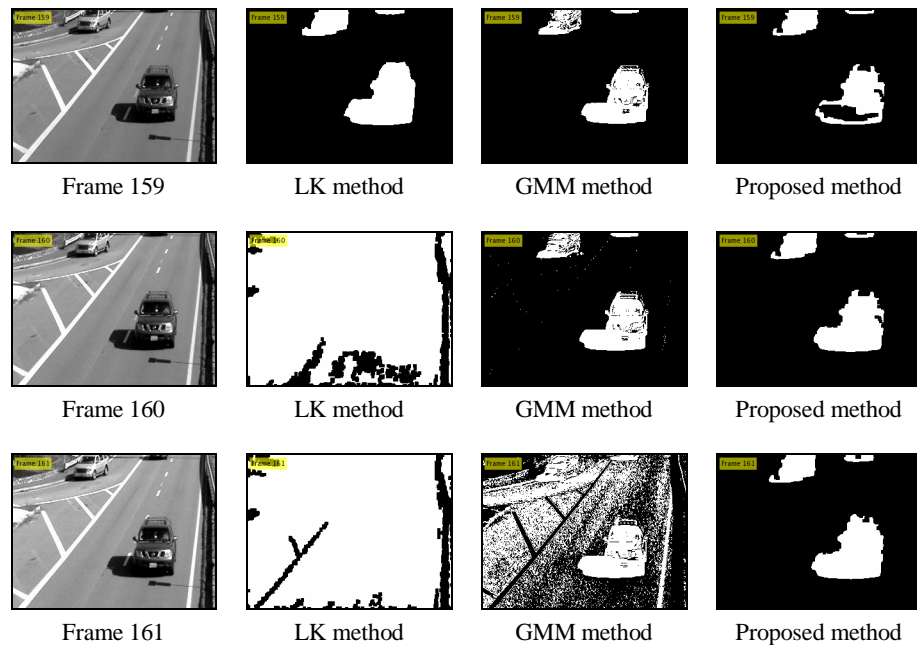 Frame 159 Frame 159 Frame 159 Frame 159
Frame 159 LK method GMM method Proposed method
Frame 160 Frame 160 Frame 160 Frame 160
Frame 160 LK method GMM method Proposed method
Frame 161 Frame 161 Frame 161 Frame 161
Frame 161 LK method GMM method Proposed method